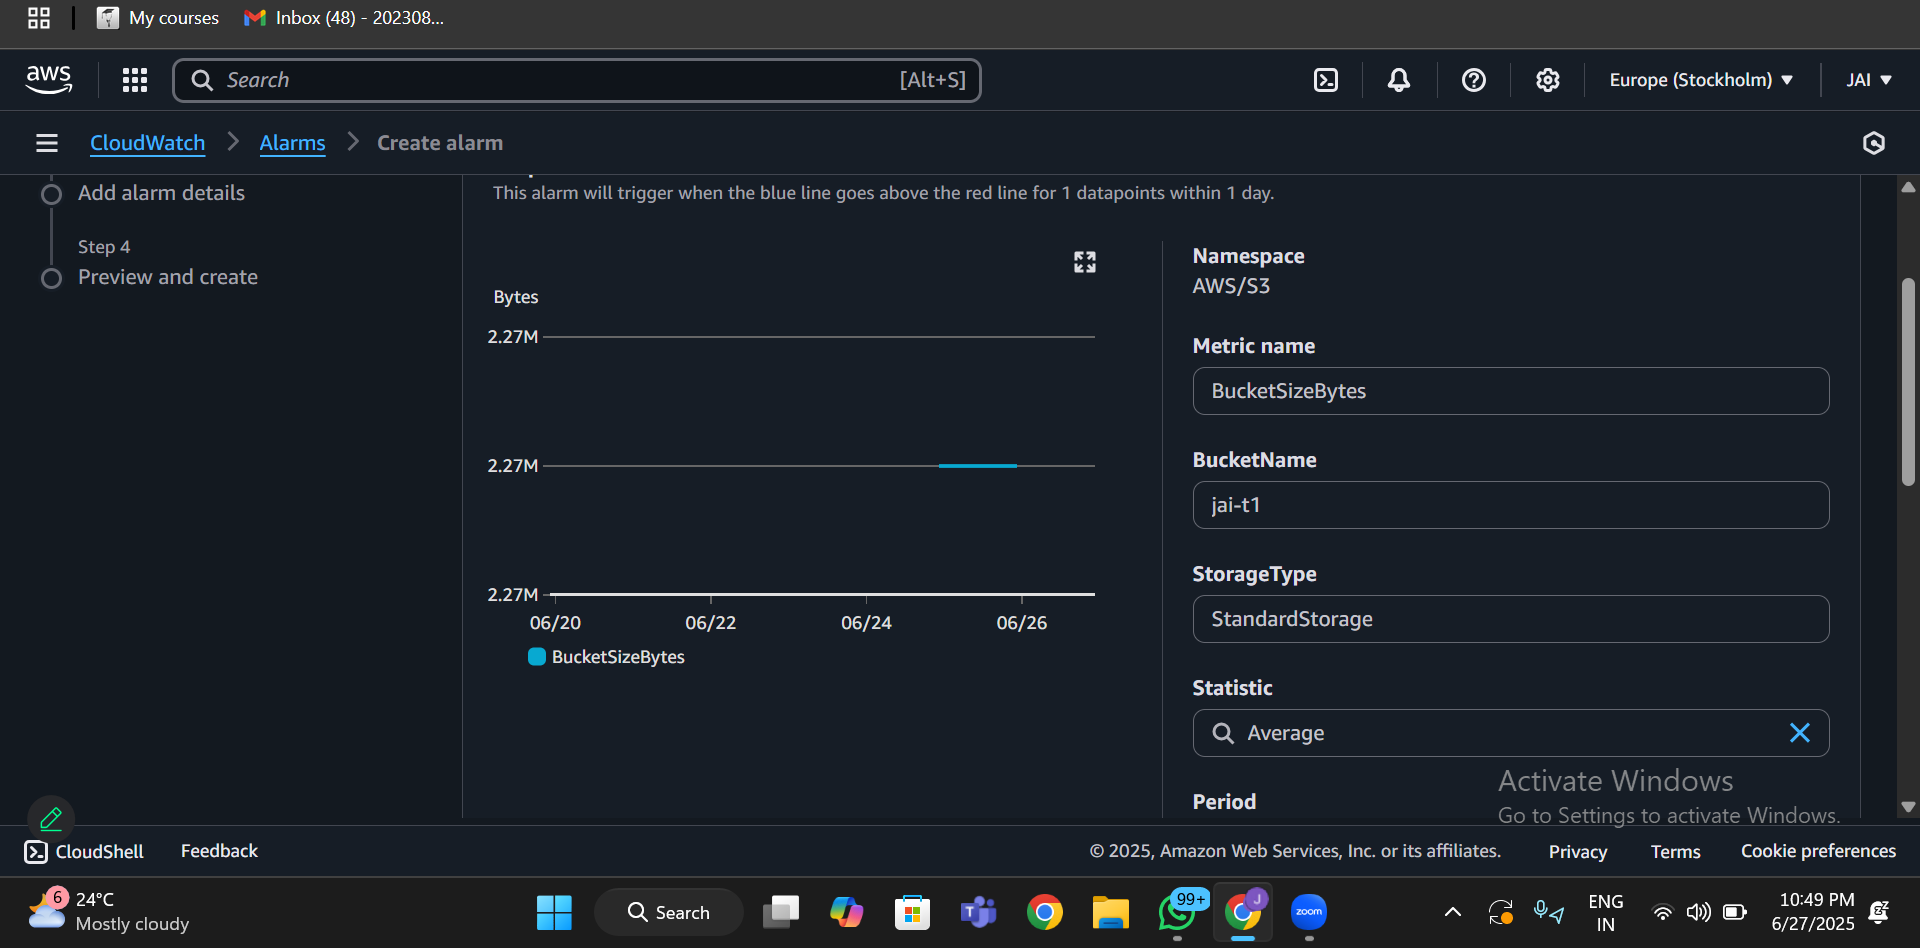 My courses
Inbox (48) - 202308...
aws
Search
[Alt+S]
Europe (Stockholm)
JAI
CloudWatch
Alarms
Create alarm
Add alarm details
Step 4
Preview and create
This alarm will trigger when the blue line goes above the red line for 1 datapoints within 1 day.
Bytes
2.27M
2.27M
2.27M
06/20 06/22 06/24 06/26
BucketSizeBytes
Namespace
AWS/S3
Metric name
BucketSizeBytes
BucketName
jai-t1
StorageType
StandardStorage
Statistic
Average
Period
Activate Windows
Go to Settings to activate Windows.
CloudShell
Feedback
© 2025, Amazon Web Services, Inc. or its affiliates.
Privacy
Terms
Cookie preferences
6
24°C
Mostly cloudy
Search
T
99+
J
zoom
ENG
IN
10:49 PM
6/27/2025